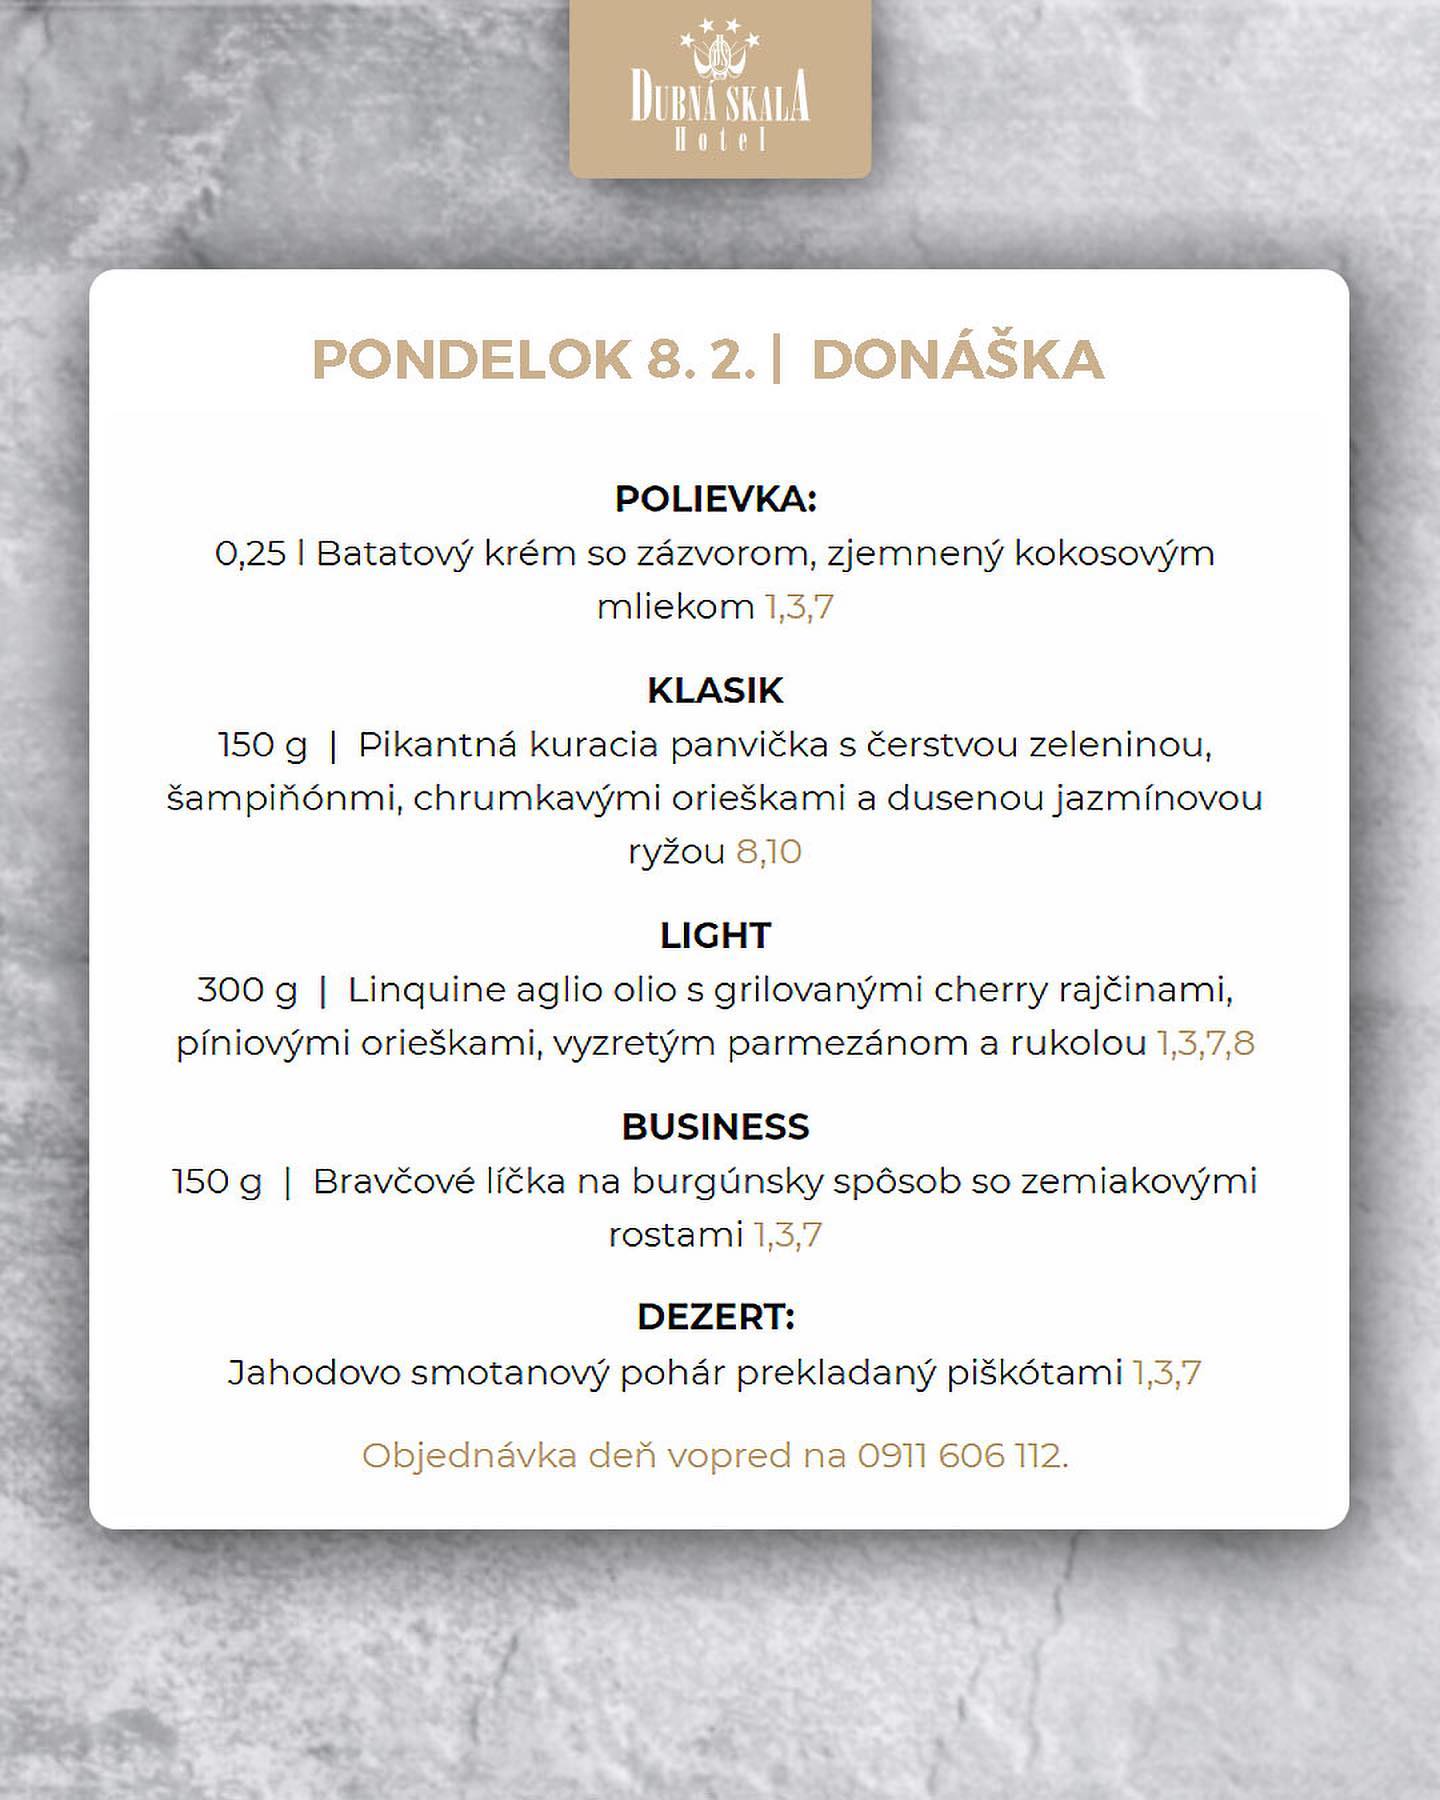 DUBNÁ SKALA
Hotel
PONDELOK 8. 2. | DONÁŠKA
POLIEVKA:
0,25 l Batatový krém so zázvorom, zjemnený kokosovým
mliekom 1,3,7
KLASIK
150 g | Pikantná kuracia panvička s čerstvou zeleninou,
šampiňónmi, chrumkavými orieškami a dusenou jazmínovou
ryžou 8,10
LIGHT
300 g | Linquine aglio olio s grilovanými cherry rajčinami,
píniovými orieškami, vyzretým parmezánom a rukolou 1,3,7,8
BUSINESS
150 g | Bravčové líčka na burgúnsky spôsob so zemiakovými
rostami 1,3,7
DEZERT:
Jahodovo smotanový pohár prekladaný piškótami 1,3,7
Objednávka deň vopred na 0911 606 112.